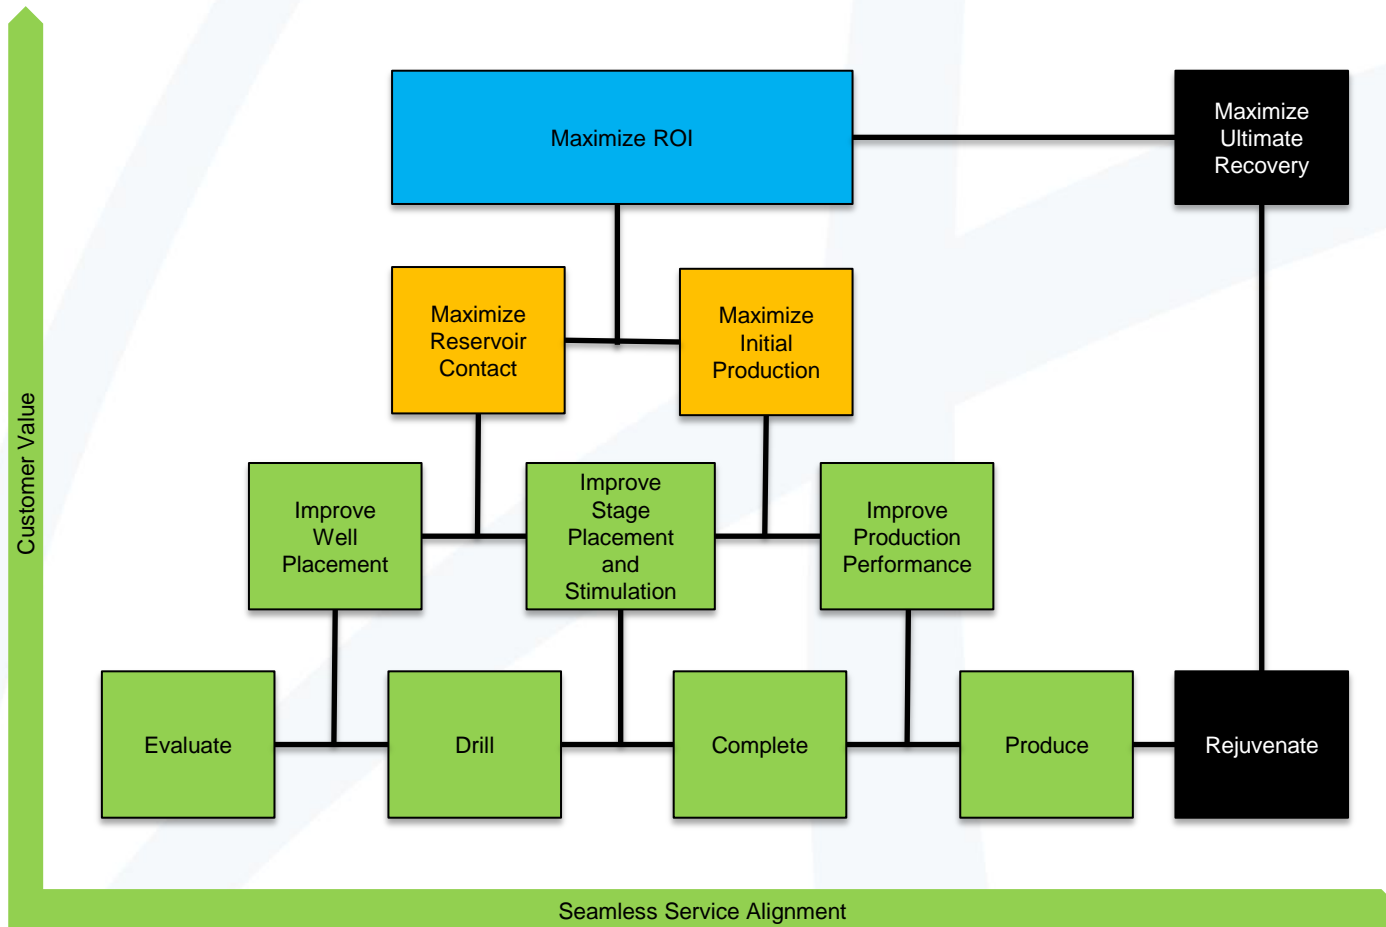 Maximize ROI
Maximize
Ultimate
Recovery
Maximize
Reservoir
Contact
Maximize
Initial
Production
Improve
Well
Placement
Improve
Stage
Placement
and
Stimulation
Improve
Production
Performance
Evaluate
Drill
Complete
Produce
Rejuvenate
Customer Value
Seamless Service Alignment